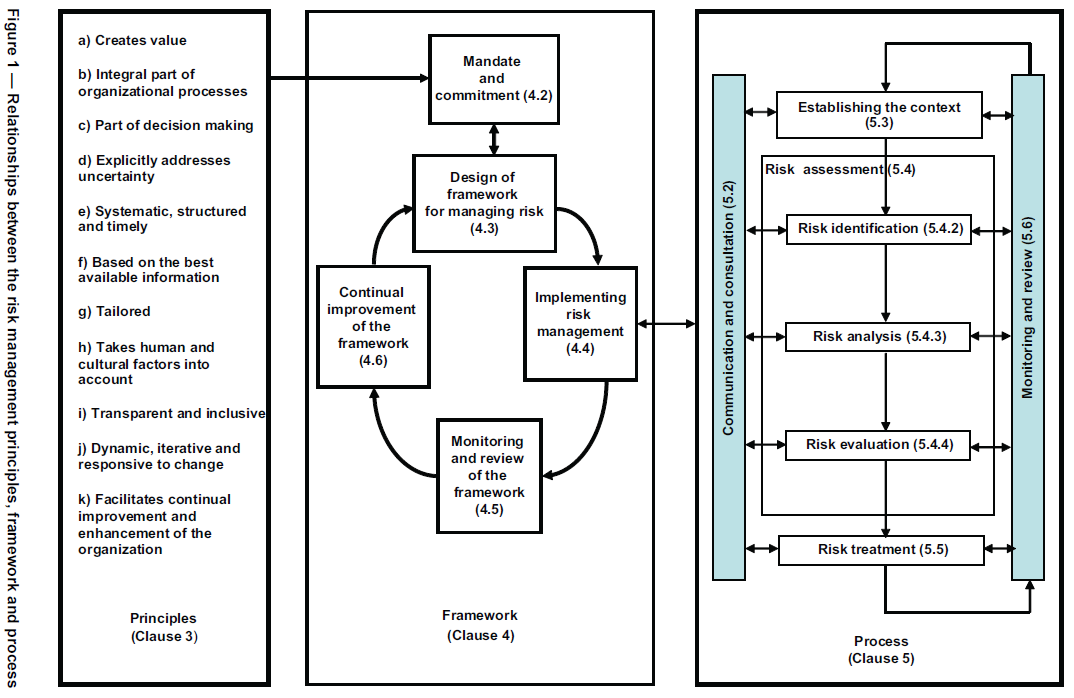 Figure 1 — Relationships between the risk management principles, framework and process
a) Creates value
b) Integral part of
organizational processes
c) Part of decision making
d) Explicitly addresses
uncertainty
e) Systematic, structured
and timely
f) Based on the best
available information
g) Tailored
h) Takes human and
cultural factors into
account
i) Transparent and inclusive
j) Dynamic, iterative and
responsive to change
k) Facilitates continual
improvement and
enhancement of the
organization
Principles
(Clause 3)
Mandate
and
commitment (4.2)
Design of
framework
for managing risk
(4.3)
Implementing
risk
management
(4.4)
Monitoring
and review
of the
framework
(4.5)
Continual
improvement
of the
framework
(4.6)
Framework
(Clause 4)
Communication and consultation (5.2)
Establishing the context
(5.3)
Risk assessment (5.4)
Risk identification (5.4.2)
Risk analysis (5.4.3)
Risk evaluation (5.4.4)
Risk treatment (5.5)
Monitoring and review (5.6)
Process
(Clause 5)